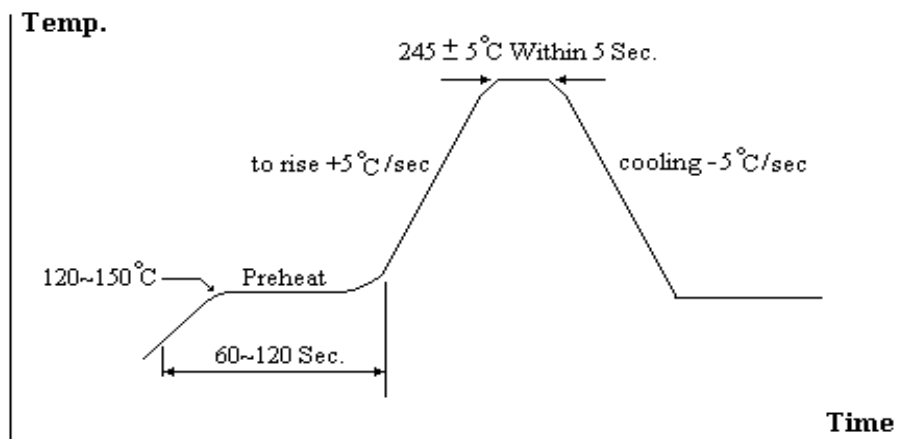 Temp.
245 ± 5°C Within 5 Sec.
to rise +5°C/sec
cooling -5°C/sec
120~150°C
Preheat
60~120 Sec.
Time